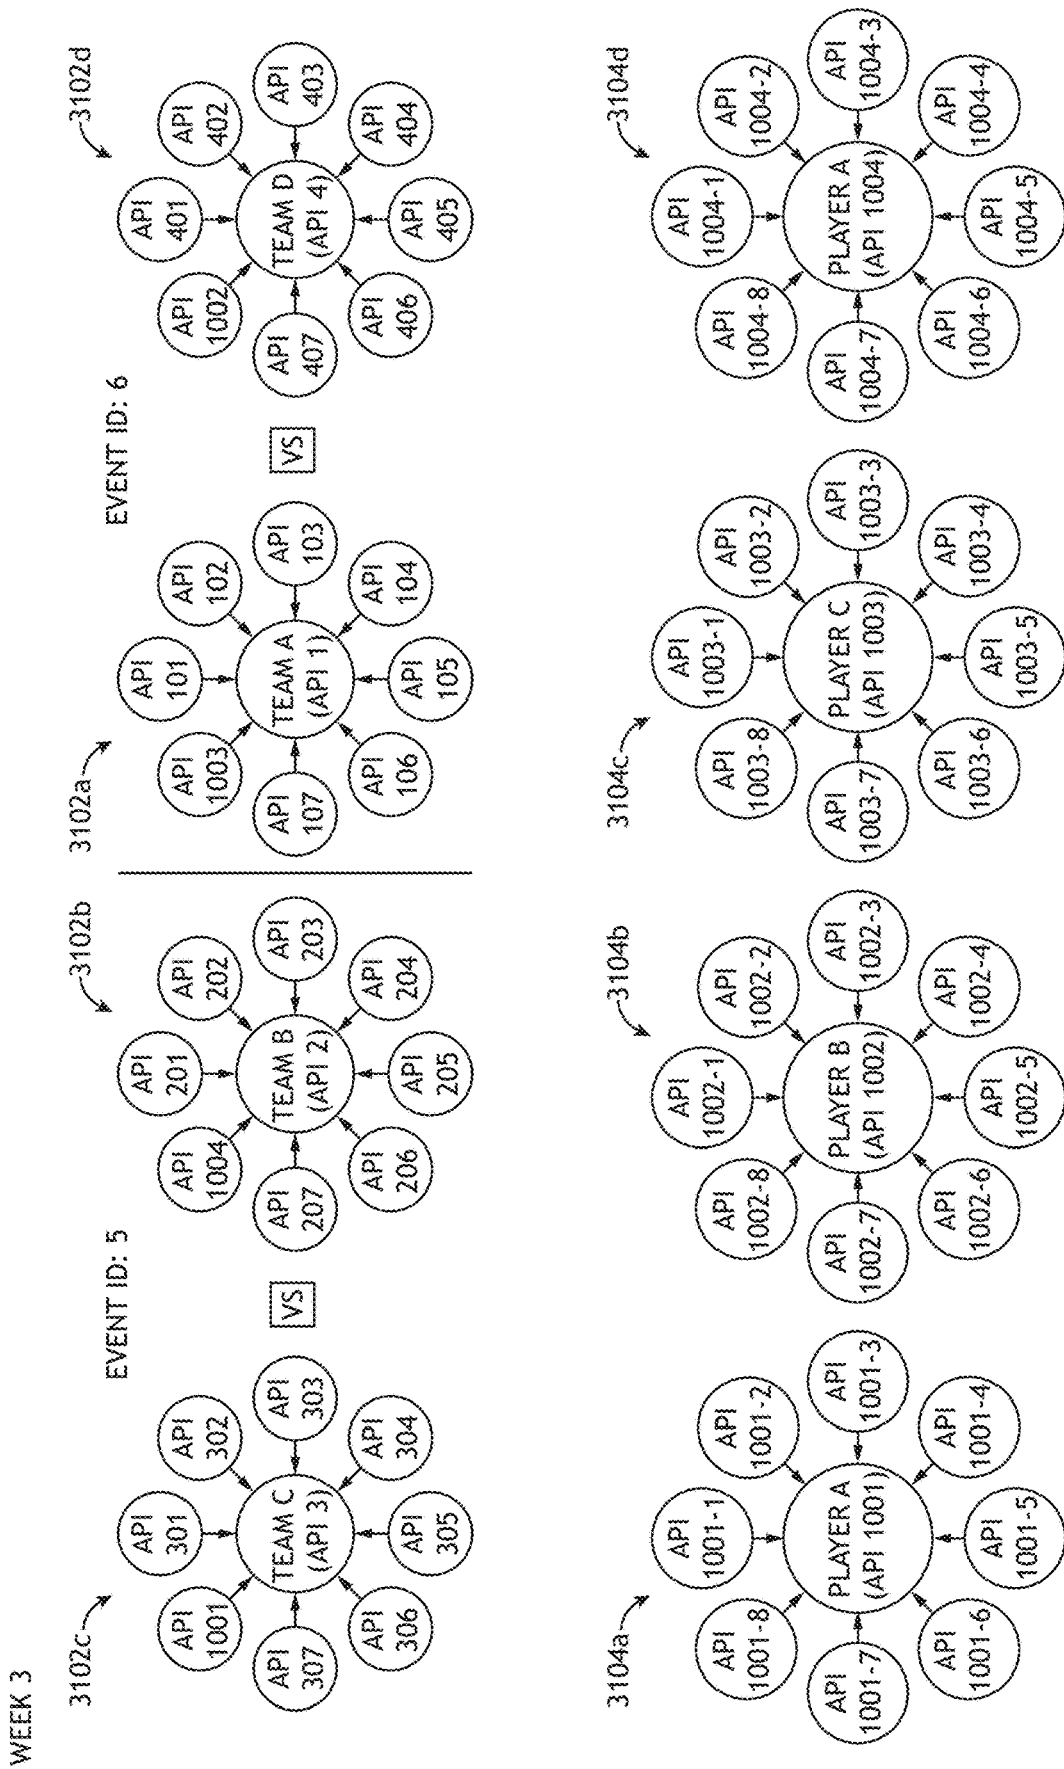 WEEK 3
EVENT ID: 5
3102c
API
301
API
302
API
303
API
304
API
305
API
306
API
307
API
1001
TEAM C
(API 3)
VS
3102b
API
201
API
202
API
203
API
204
API
205
API
206
API
207
API
1004
TEAM B
(API 2)
EVENT ID: 6
3102a
API
101
API
102
API
103
API
104
API
105
API
106
API
107
API
1003
TEAM A
(API 1)
VS
3102d
API
401
API
402
API
403
API
404
API
405
API
406
API
407
API
1002
TEAM D
(API 4)
3104a
API
1001-1
API
1001-2
API
1001-3
API
1001-4
API
1001-5
API
1001-6
API
1001-7
API
1001-8
PLAYER A
(API 1001)
3104b
API
1002-1
API
1002-2
API
1002-3
API
1002-4
API
1002-5
API
1002-6
API
1002-7
API
1002-8
PLAYER B
(API 1002)
3104c
API
1003-1
API
1003-2
API
1003-3
API
1003-4
API
1003-5
API
1003-6
API
1003-7
API
1003-8
PLAYER C
(API 1003)
3104d
API
1004-1
API
1004-2
API
1004-3
API
1004-4
API
1004-5
API
1004-6
API
1004-7
API
1004-8
PLAYER A
(API 1004)